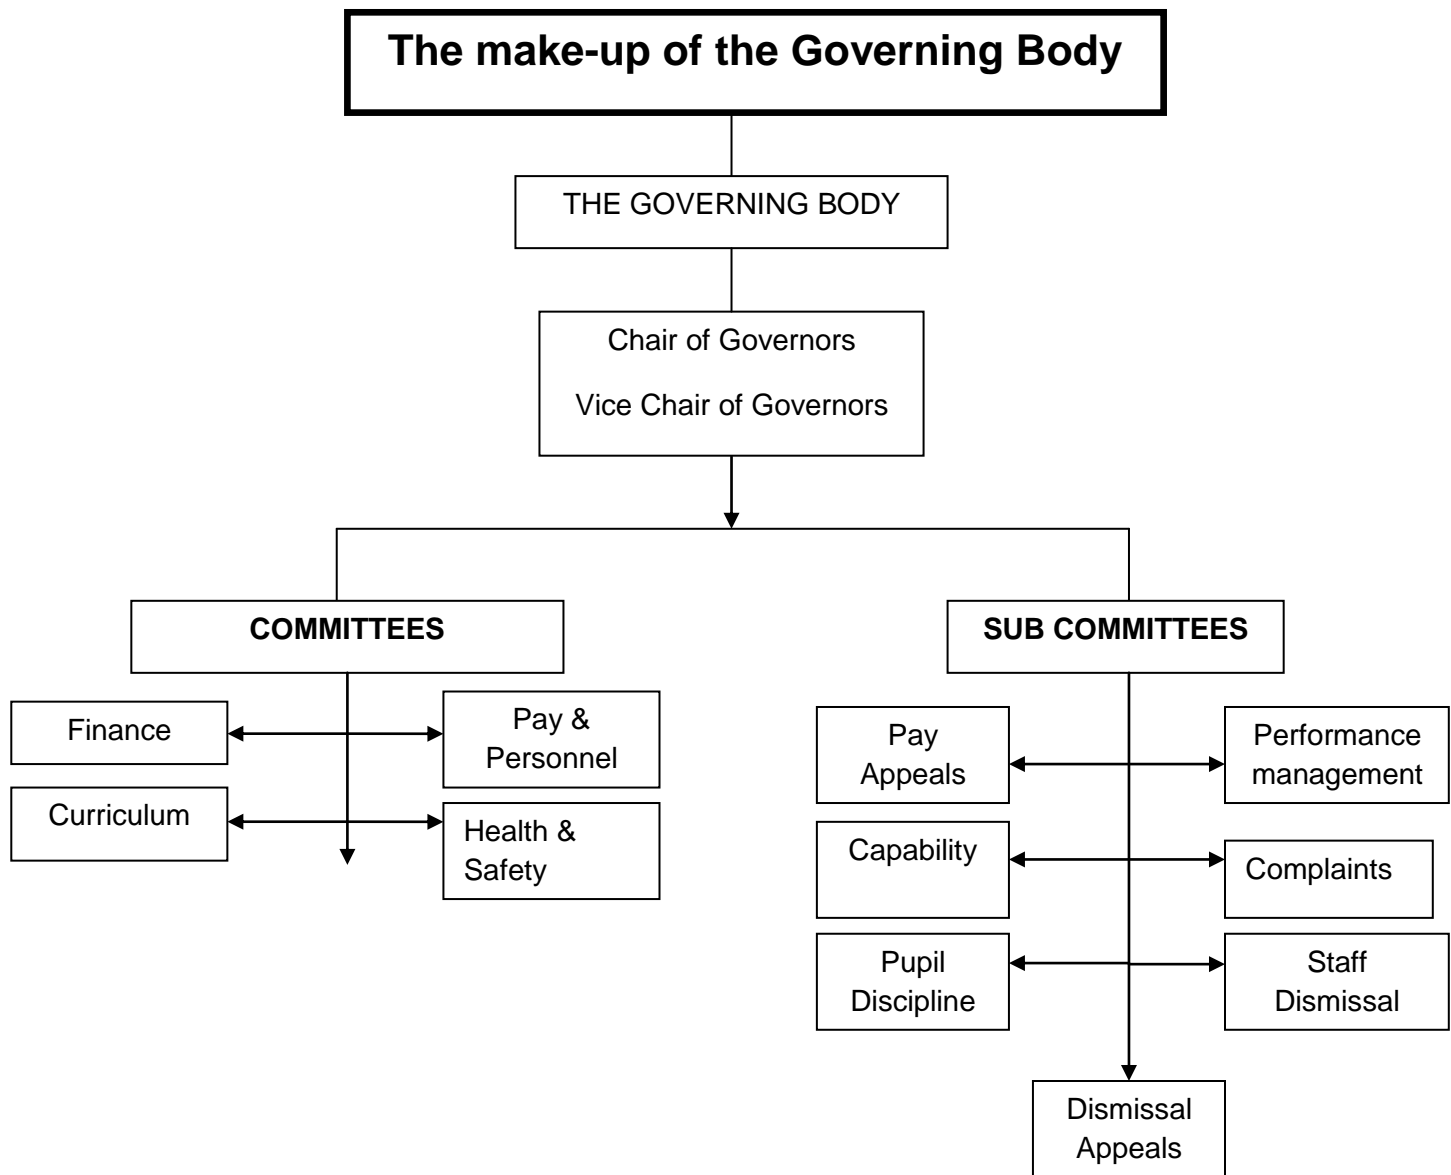 The make-up of the Governing Body
THE GOVERNING BODY
Chair of Governors
Vice Chair of Governors
COMMITTEES
SUB COMMITTEES
Finance
Pay &
Personnel
Curriculum
Health &
Safety
Pay
Appeals
Performance
management
Capability
Complaints
Pupil
Discipline
Staff
Dismissal
Dismissal
Appeals